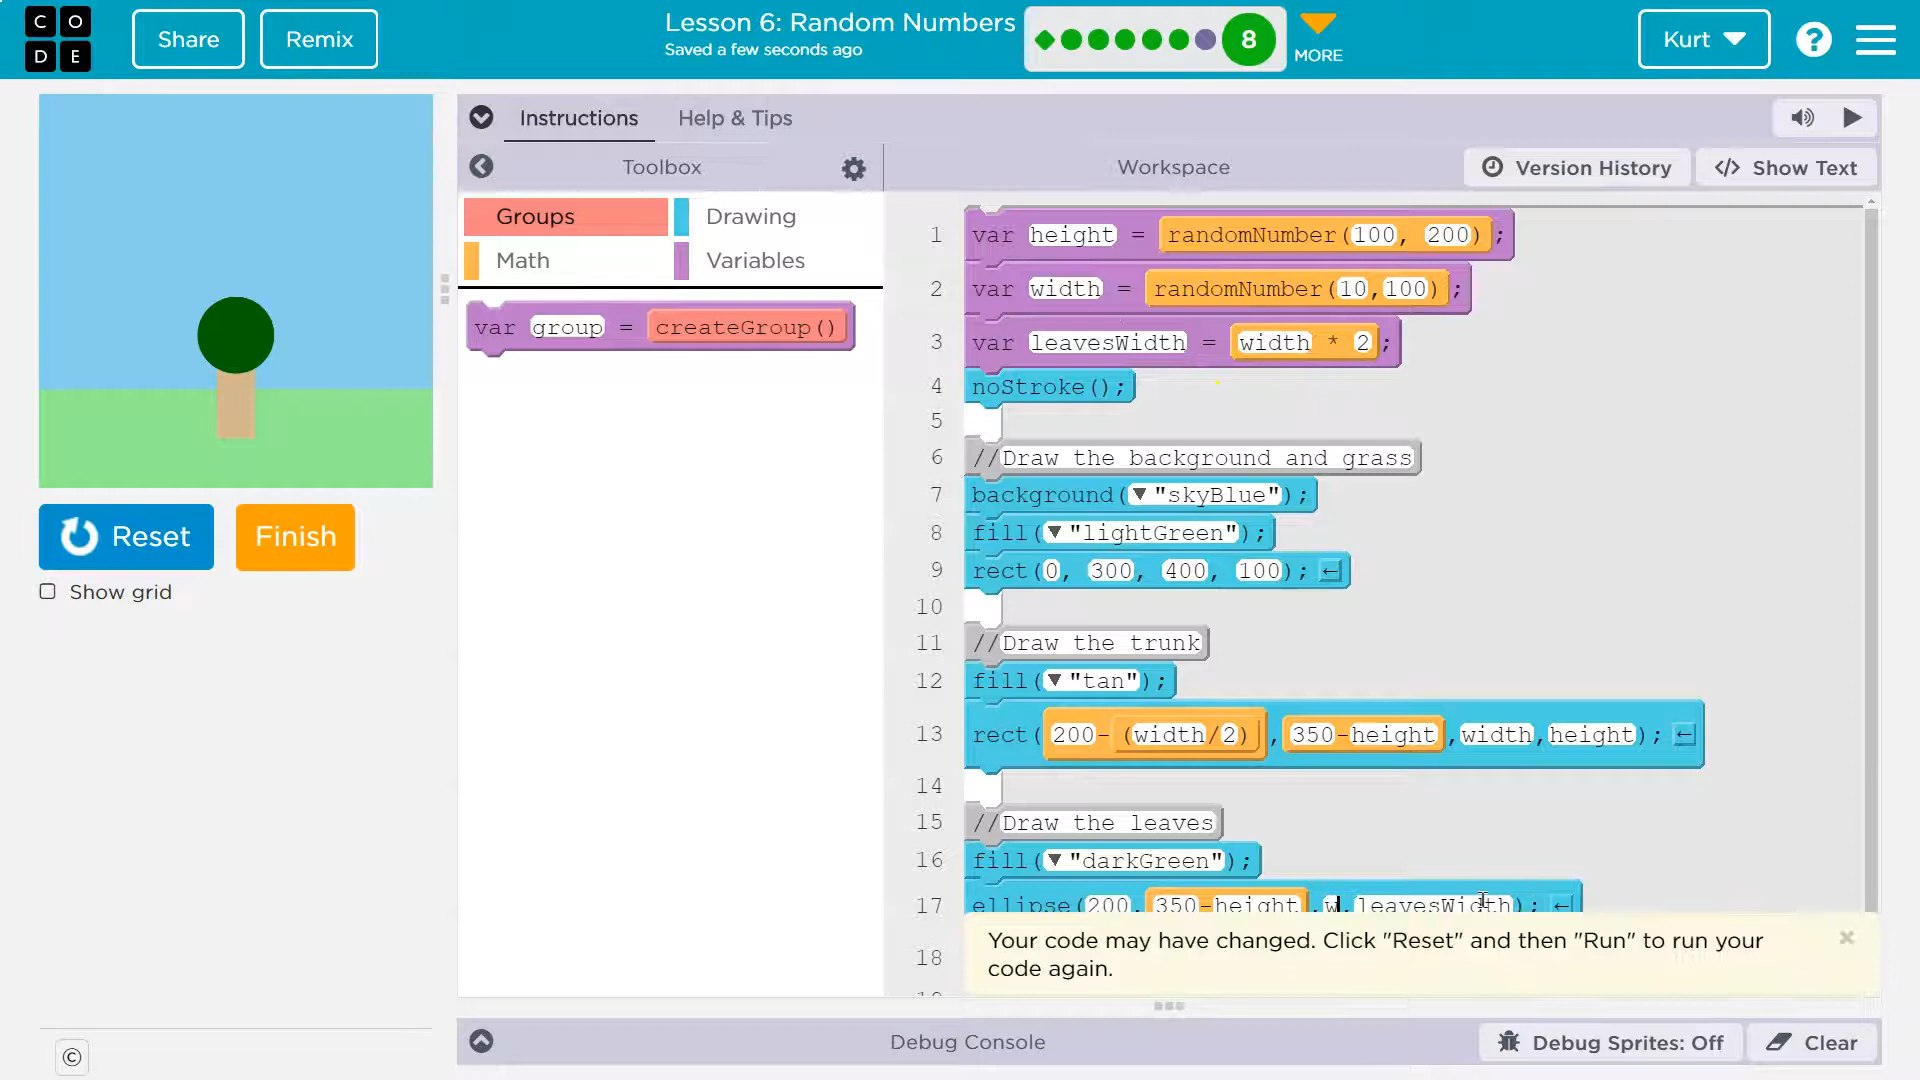 C O
D E
Share
Remix
Lesson 6: Random Numbers
Saved a few seconds ago
8
MORE
Kurt
?
Instructions
Help & Tips
Toolbox
Workspace
Version History
</> Show Text
Groups
Drawing
Math
Variables
var group = createGroup()
1 var height = randomNumber(100, 200);
2 var width = randomNumber(10,100);
3 var leavesWidth = width * 2;
4 noStroke();
5
6 //Draw the background and grass
7 background("skyBlue");
8 fill("lightGreen");
9 rect(0, 300, 400, 100);
10
11 //Draw the trunk
12 fill("tan");
13 rect(200-(width/2),350-height,width,height);
14
15 //Draw the leaves
16 fill("darkGreen");
17 ellipse(200,350-height,w,leavesWidth);
18
Your code may have changed. Click "Reset" and then "Run" to run your
code again.
Reset
Finish
Show grid
©
Debug Console
Debug Sprites: Off
Clear